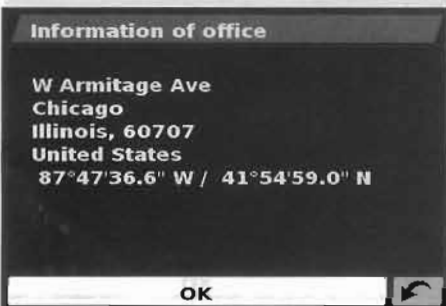 Information of office
W Armitage Ave
Chicago
Illinois, 60707
United States
87°47'36.6" W / 41°54'59.0" N
OK